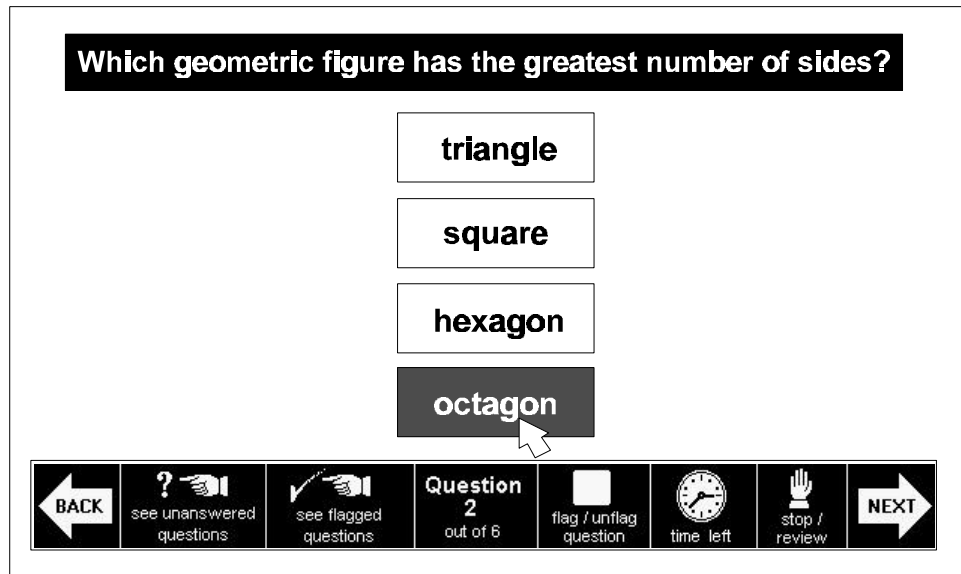 Which geometric figure has the greatest number of sides?
triangle
square
hexagon
octagon
BACK
?
see unanswered
questions
see flagged
questions
Question
2
out of 6
flag / unflag
question
time left
stop /
review
NEXT